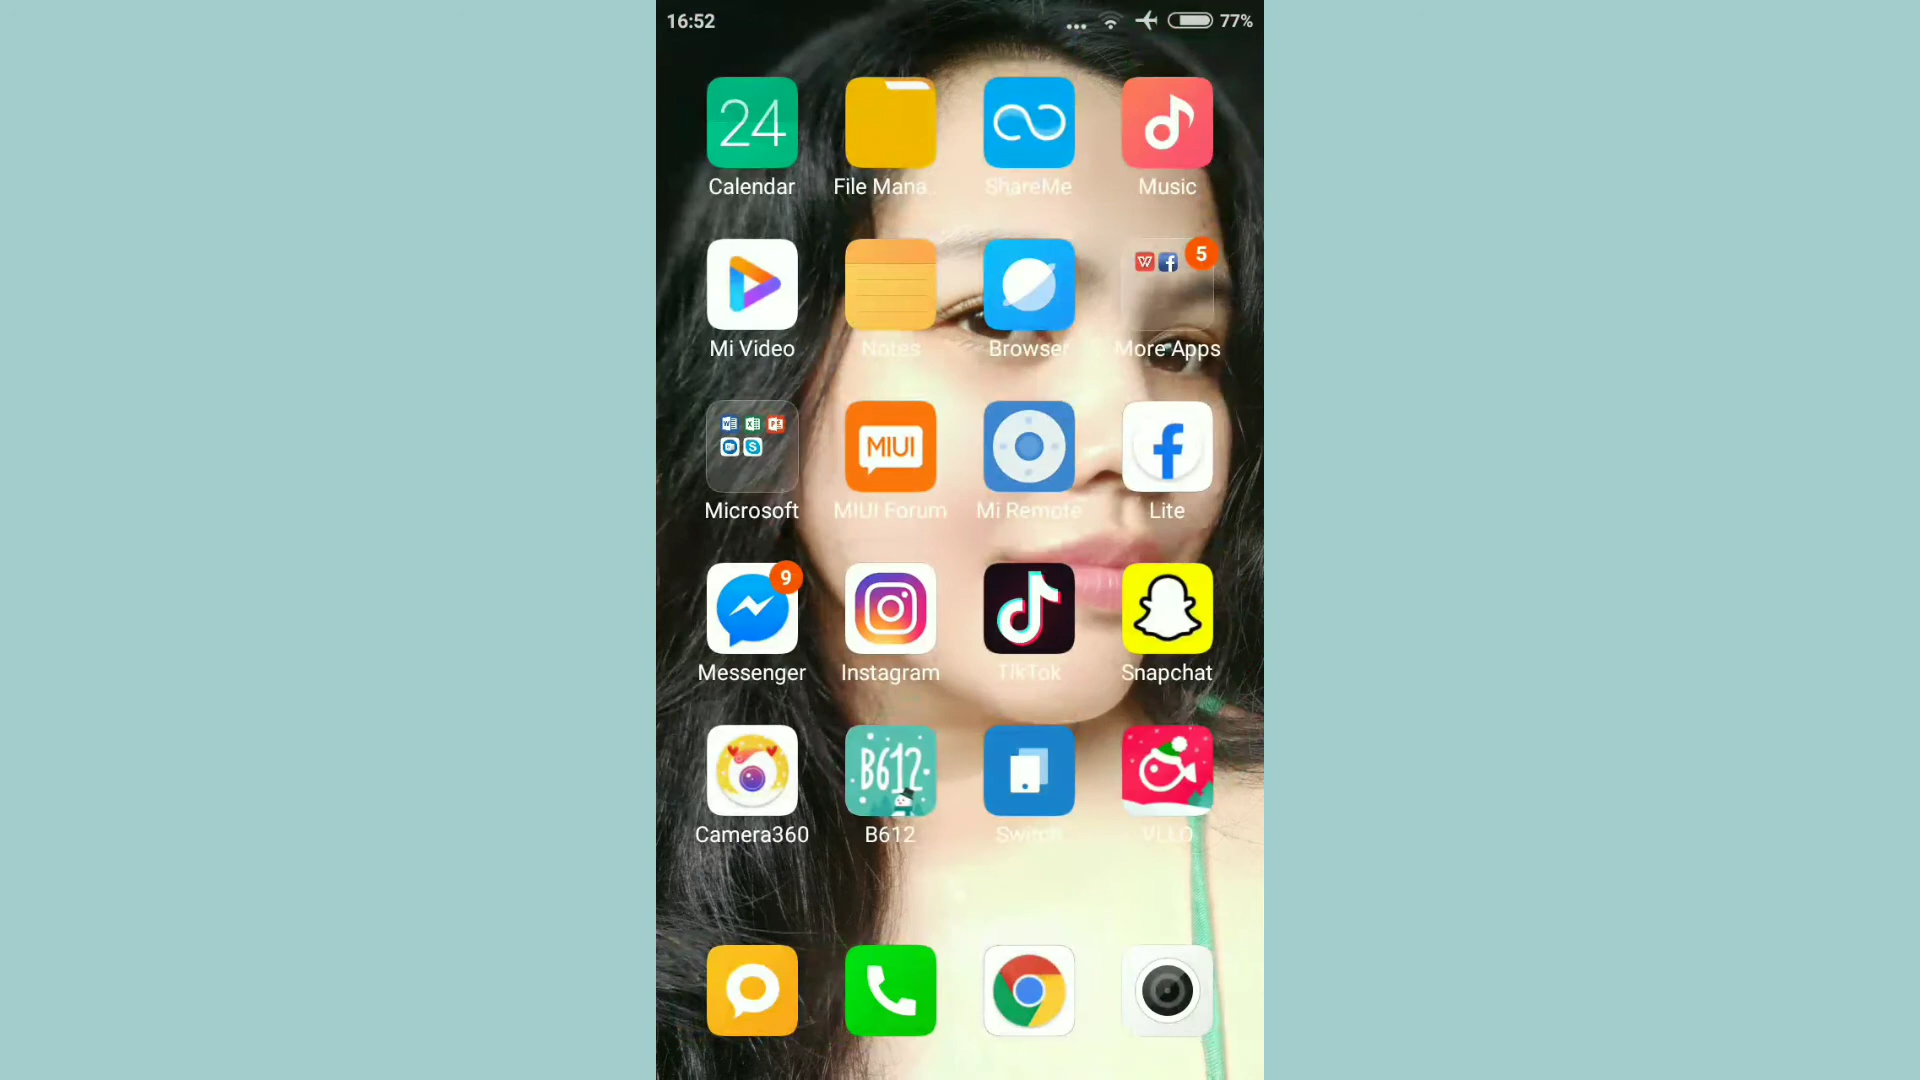 16:52 77%
24
Calendar File Mana.. ShareMe Music
5
Mi Video Notes Browser More Apps
MIUI
Microsoft MIUI Forum Mi Remote Lite
9
Messenger Instagram TikTok Snapchat
B612
Camera360 B612 Switch VLLO